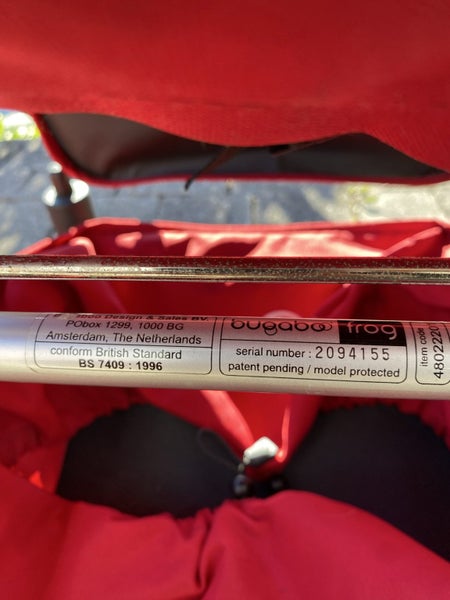 Design & Sales BV.
PObox 1299, 1000 BG
Amsterdam, The Netherlands
conform British Standard
BS 7409 : 1996
bugaboo frog
serial number : 2094155
patent pending / model protected
item code